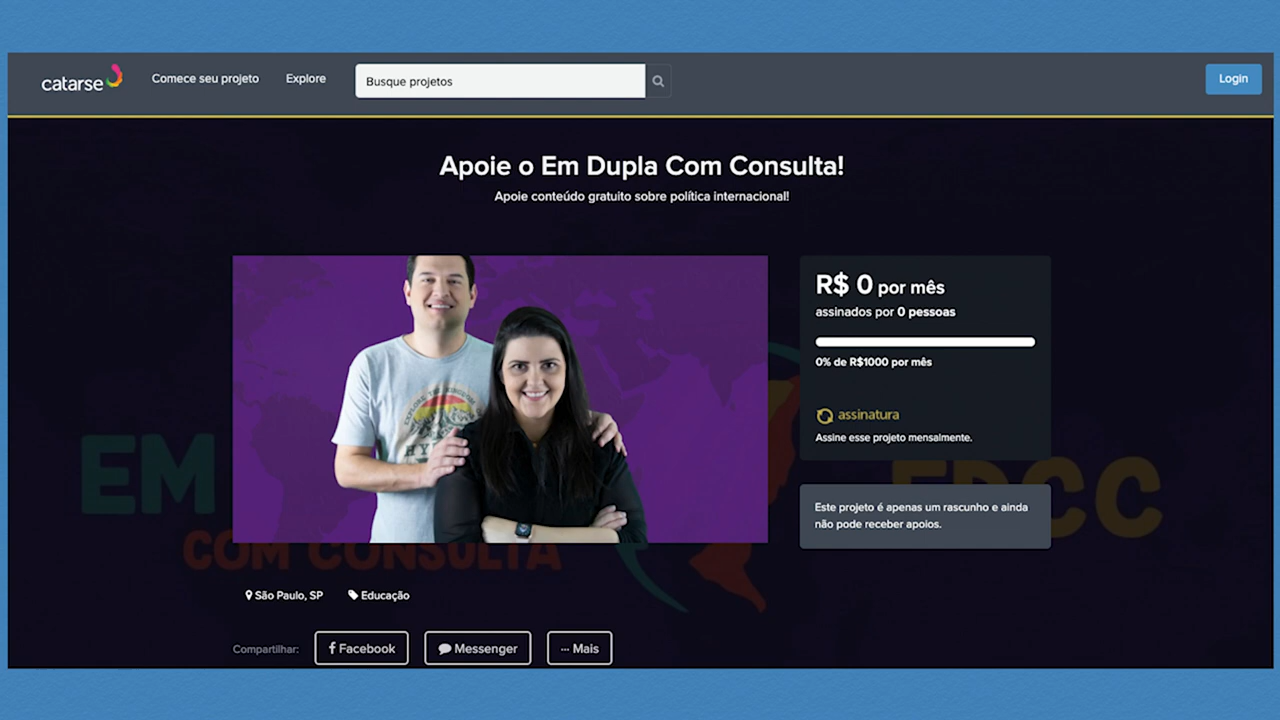 catarse
Comece seu projeto
Explore
Busque projetos
Login
Apoie o Em Dupla Com Consulta!
Apoie conteúdo gratuito sobre política internacional!
R$ 0 por mês
assinados por 0 pessoas
0% de R$1000 por mês
assinatura
Assine esse projeto mensalmente.
Este projeto é apenas um rascunho e ainda
não pode receber apoios.
EM
COM CONSULTA
EDCC
São Paulo, SP
Educação
Compartilhar:
Facebook
Messenger
··· Mais